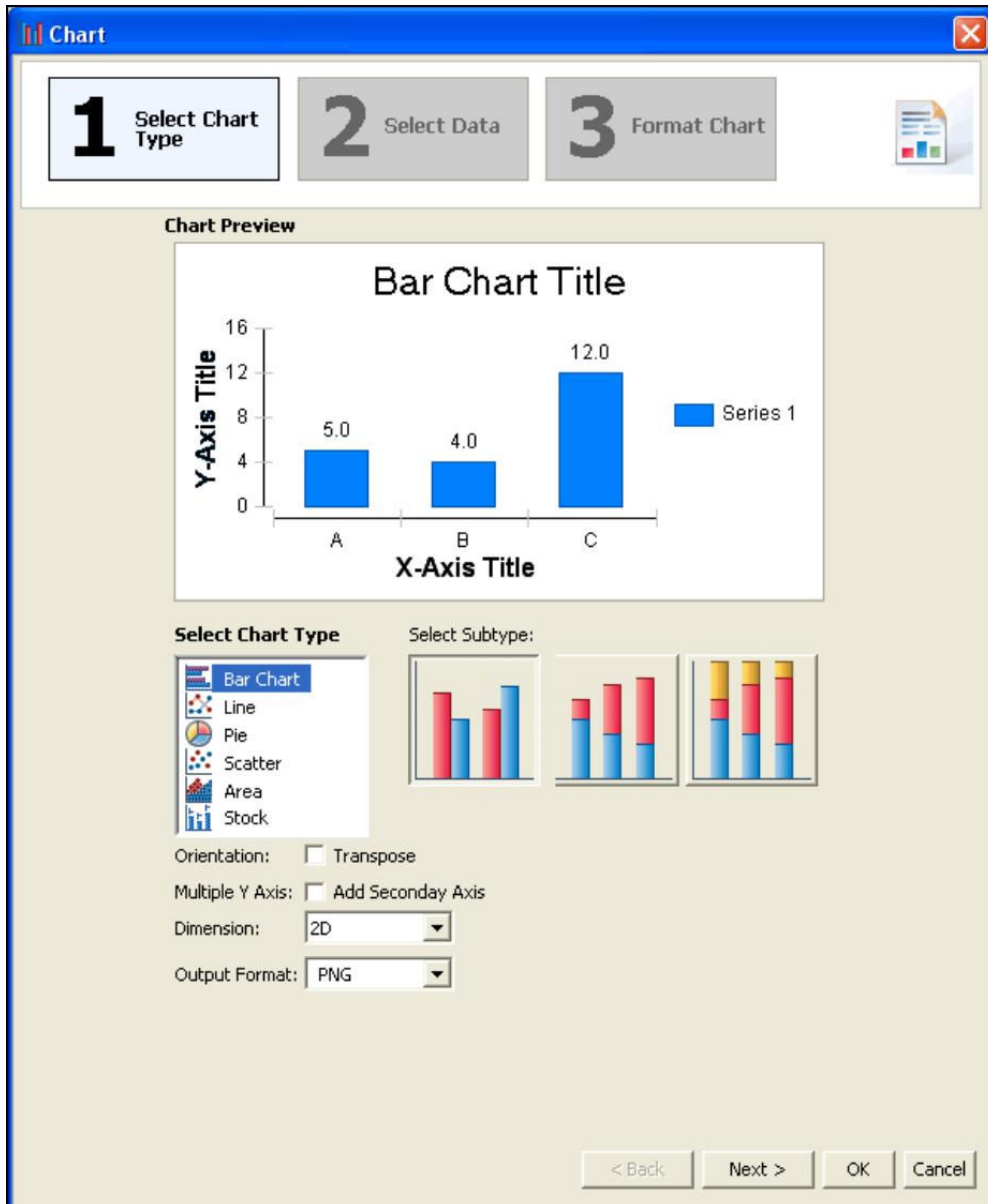 Chart
1 Select Chart
Type
2 Select Data
3 Format Chart
Chart Preview
Bar Chart Title
Y-Axis Title
16
12
8
4
0
5.0
4.0
12.0
Series 1
A B C
X-Axis Title
Select Chart Type
Select Subtype:
Bar Chart
Line
Pie
Scatter
Area
Stock
Orientation: Transpose
Multiple Y Axis: Add Seconday Axis
Dimension: 2D
Output Format: PNG
< Back Next > OK Cancel